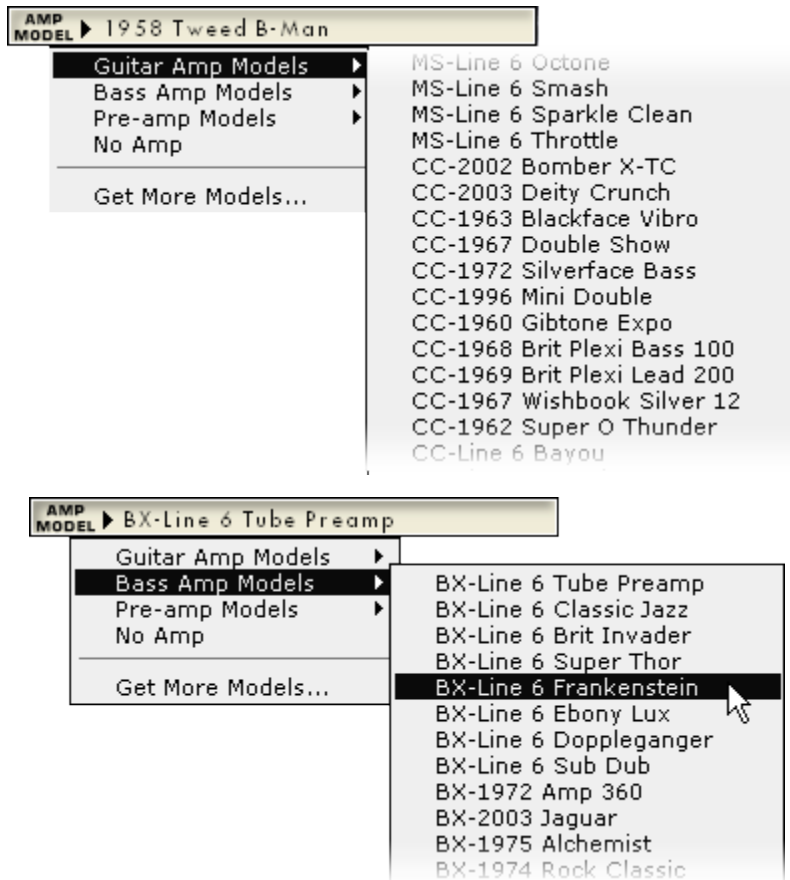 AMP
MODEL 1958 Tweed B-Man
Guitar Amp Models
Bass Amp Models
Pre-amp Models
No Amp
Get More Models...
MS-Line 6 Octone
MS-Line 6 Smash
MS-Line 6 Sparkle Clean
MS-Line 6 Throttle
CC-2002 Bomber X-TC
CC-2003 Deity Crunch
CC-1963 Blackface Vibro
CC-1967 Double Show
CC-1972 Silverface Bass
CC-1996 Mini Double
CC-1960 Gibtone Expo
CC-1968 Brit Plexi Bass 100
CC-1969 Brit Plexi Lead 200
CC-1967 Wishbook Silver 12
CC-1962 Super O Thunder
CC-Line 6 Bayou
AMP
MODEL BX-Line 6 Tube Preamp
Guitar Amp Models
Bass Amp Models
Pre-amp Models
No Amp
Get More Models...
BX-Line 6 Tube Preamp
BX-Line 6 Classic Jazz
BX-Line 6 Brit Invader
BX-Line 6 Super Thor
BX-Line 6 Frankenstein
BX-Line 6 Ebony Lux
BX-Line 6 Doppleganger
BX-Line 6 Sub Dub
BX-1972 Amp 360
BX-2003 Jaguar
BX-1975 Alchemist
BX-1974 Rock Classic